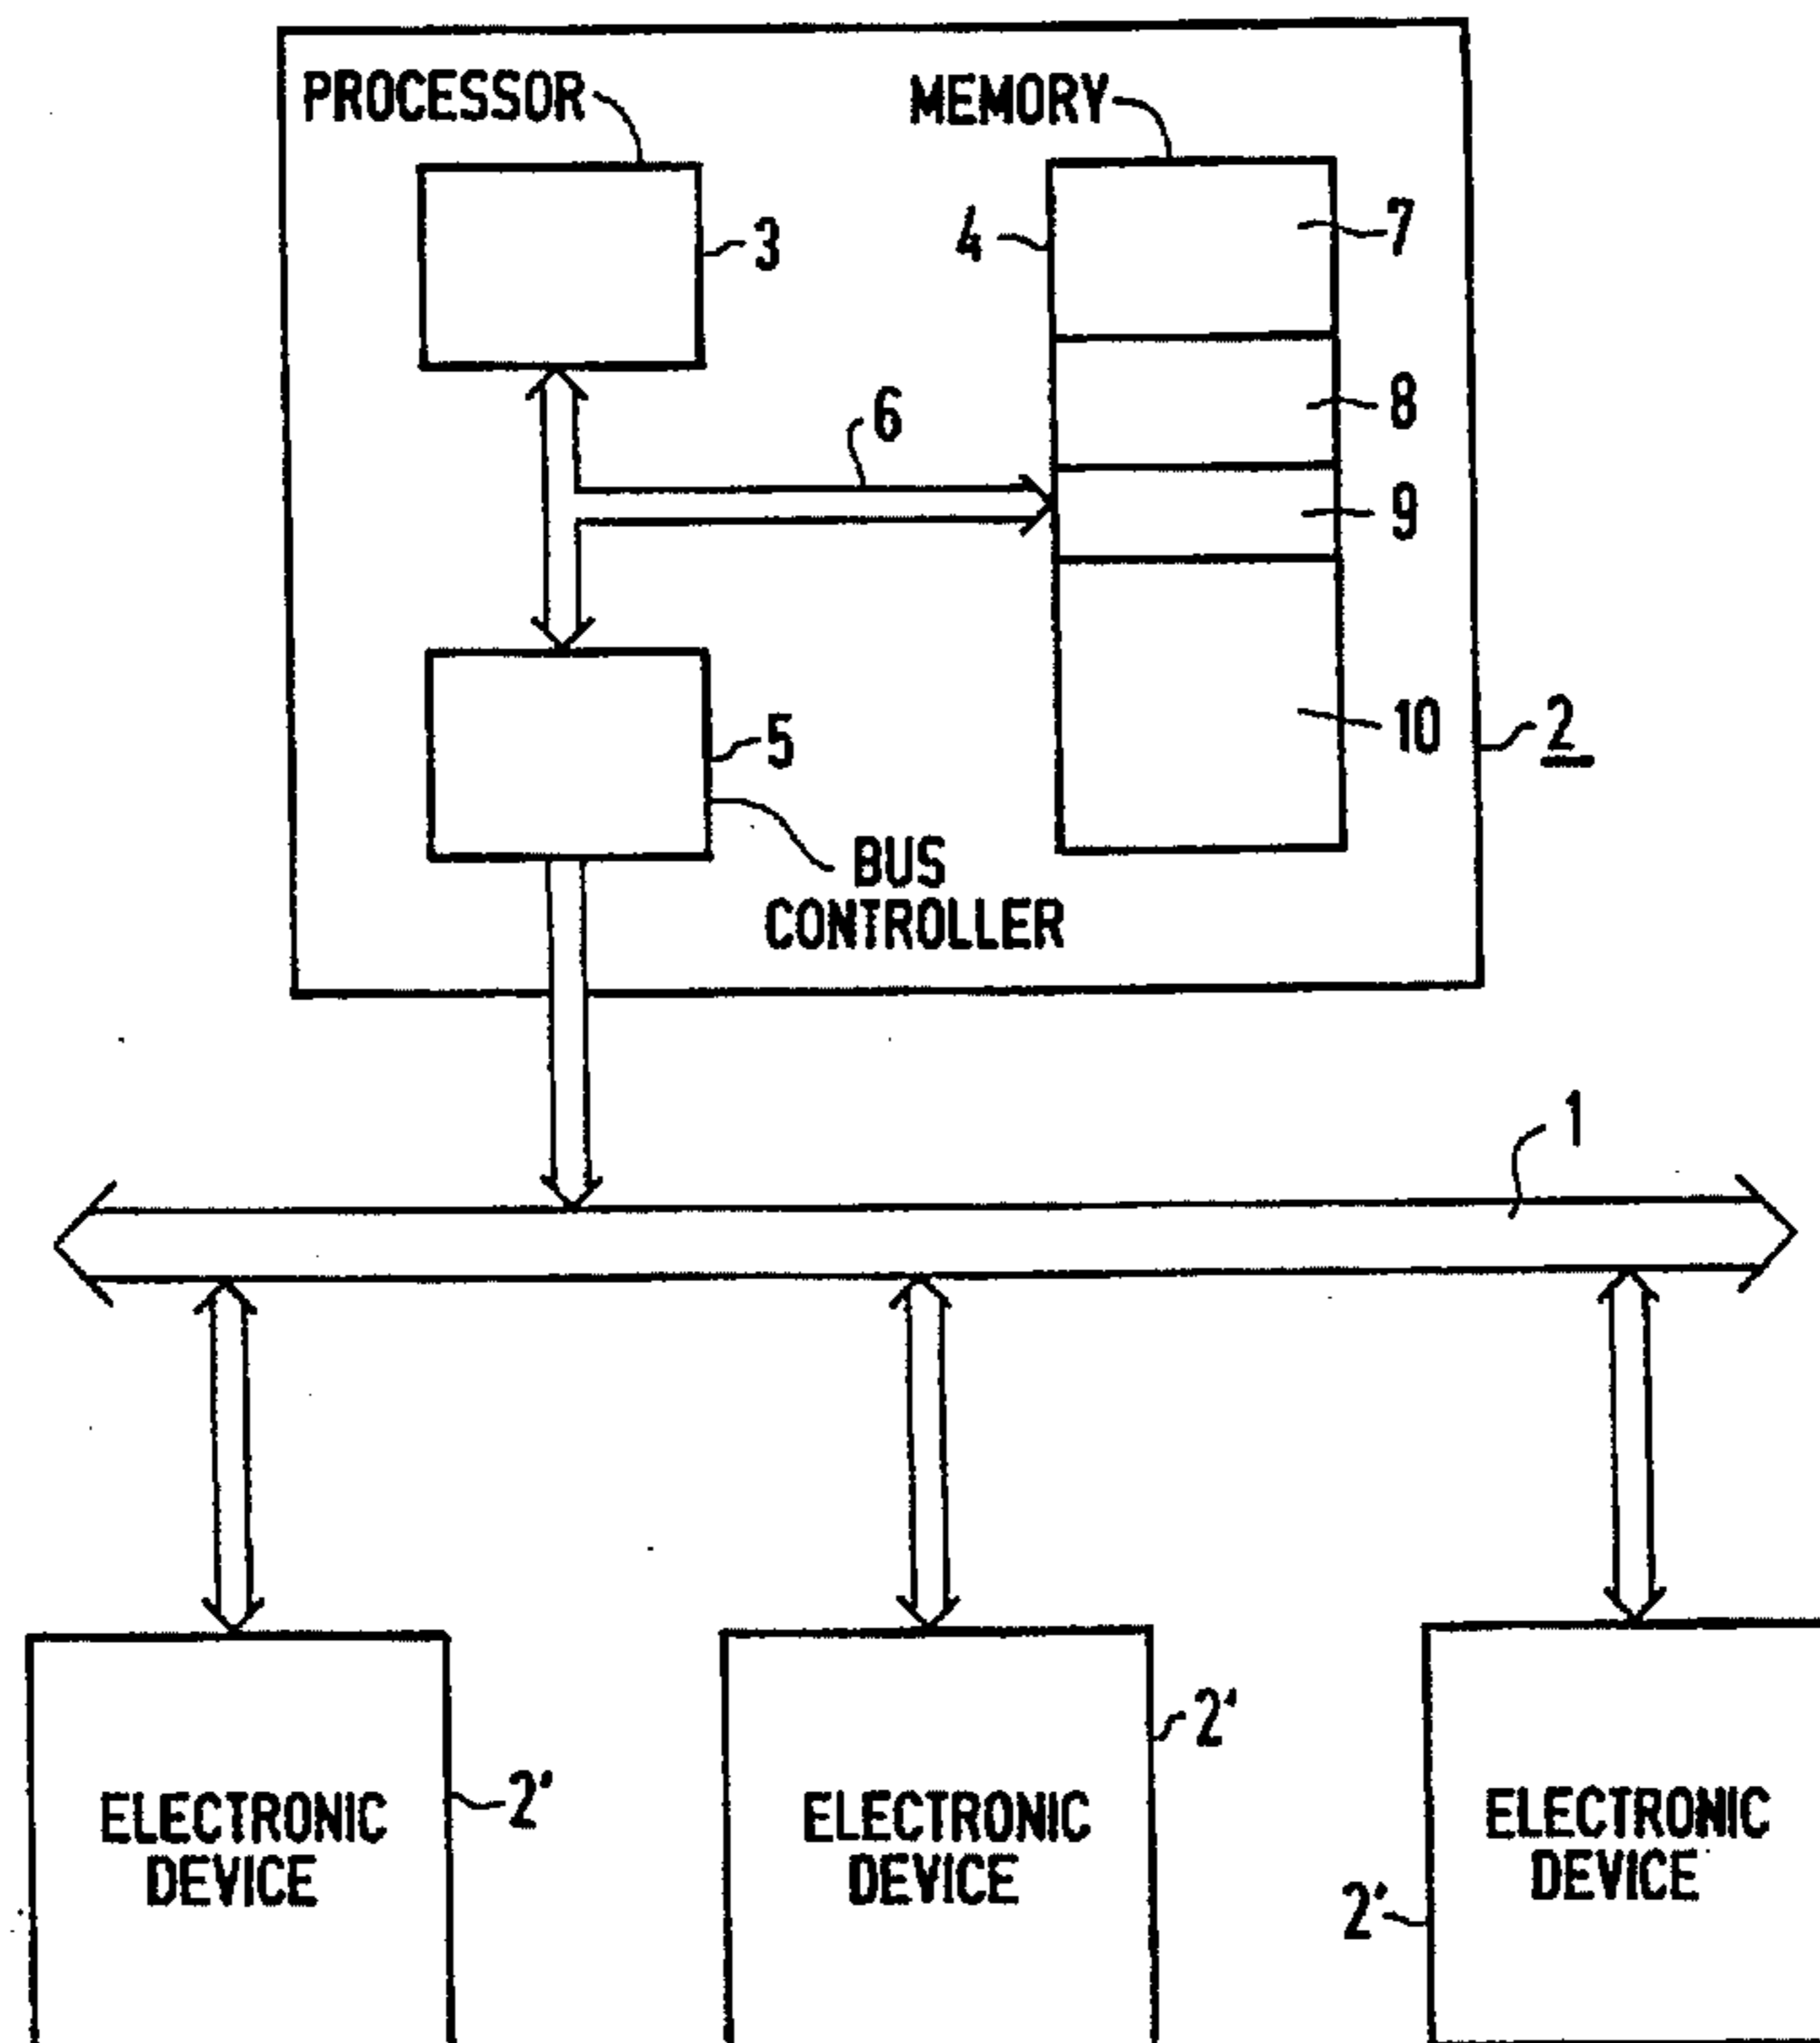 PROCESSOR
MEMORY
3
4
7
6
8
9
5
10
2
BUS
CONTROLLER
1
2'
2'
ELECTRONIC
DEVICE
ELECTRONIC
DEVICE
ELECTRONIC
DEVICE
2'